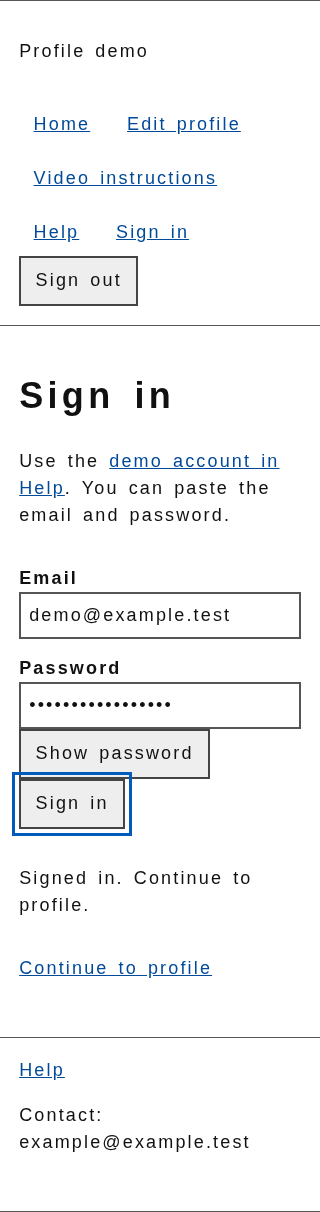 Profile demo
Home Edit profile
Video instructions
Help Sign in
Sign out
Sign in
Use the demo account in
Help. You can paste the
email and password.
Email
demo@example.test
Password
•••••••••••••••••
Show password
Sign in
Signed in. Continue to
profile.
Continue to profile
Help
Contact:
example@example.test